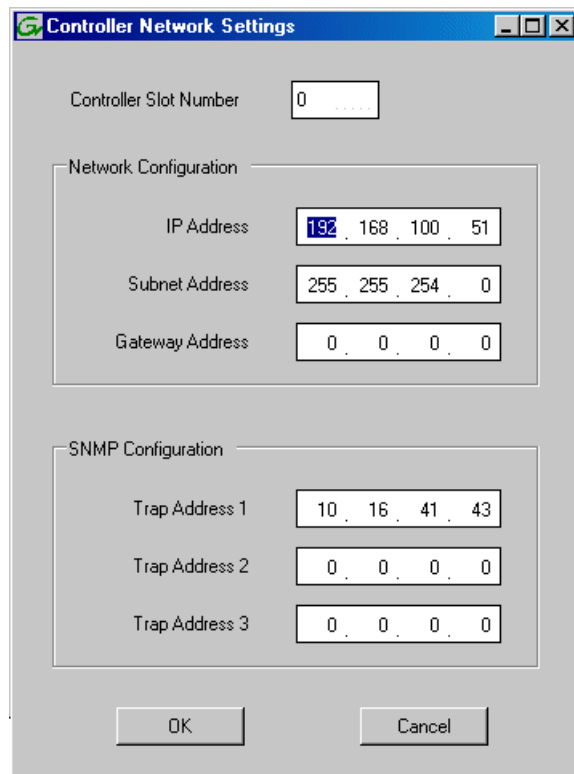 Controller Network Settings
Controller Slot Number 0 .....
Network Configuration
IP Address 192 . 168 . 100 . 51
Subnet Address 255 . 255 . 254 . 0
Gateway Address 0 . 0 . 0 . 0
SNMP Configuration
Trap Address 1 10 . 16 . 41 . 43
Trap Address 2 0 . 0 . 0 . 0
Trap Address 3 0 . 0 . 0 . 0
OK Cancel